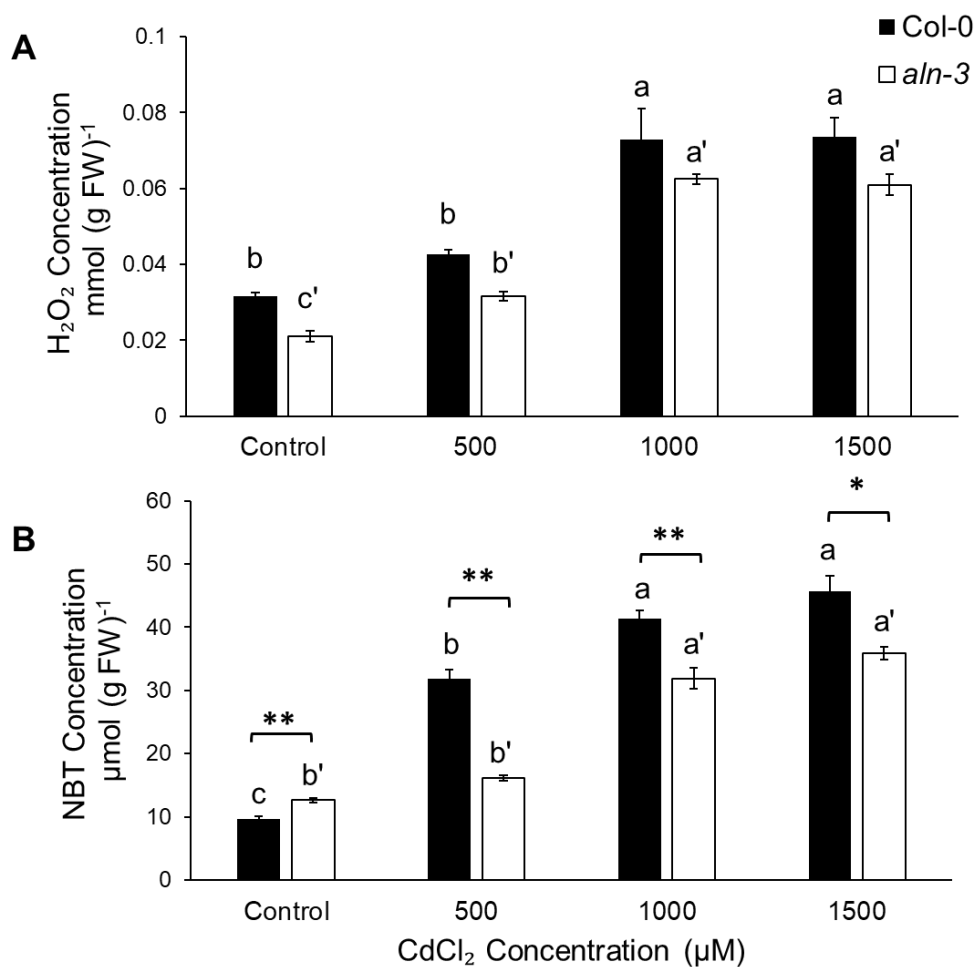 A
Col-0
aln-3
H₂O₂ Concentration
mmol (g FW)⁻¹
0.1
0.08
0.06
0.04
0.02
0
b
c'
b
b'
a
a'
a
a'
Control 500 1000 1500
B
NBT Concentration
µmol (g FW)⁻¹
60
50
40
30
20
10
0
**
**
**
*
c
b'
b
b'
a
a'
a
a'
Control 500 1000 1500
CdCl₂ Concentration (µM)